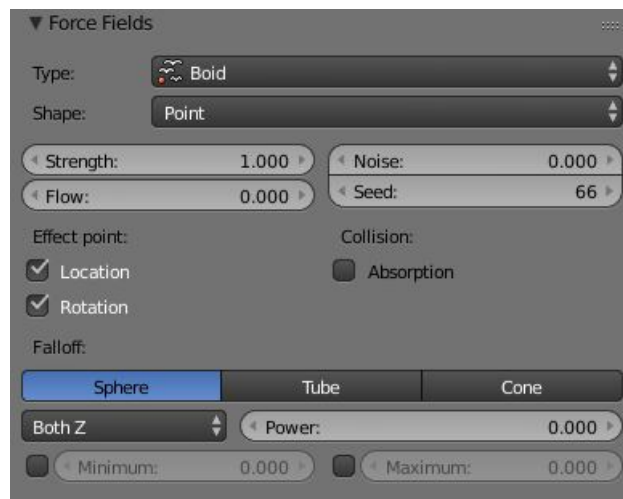 Force Fields
Type: Boid
Shape: Point
Strength: 1.000 Noise: 0.000
Flow: 0.000 Seed: 66
Effect point: Collision:
Location Absorption
Rotation
Falloff:
Sphere Tube Cone
Both Z Power: 0.000
Minimum: 0.000 Maximum: 0.000